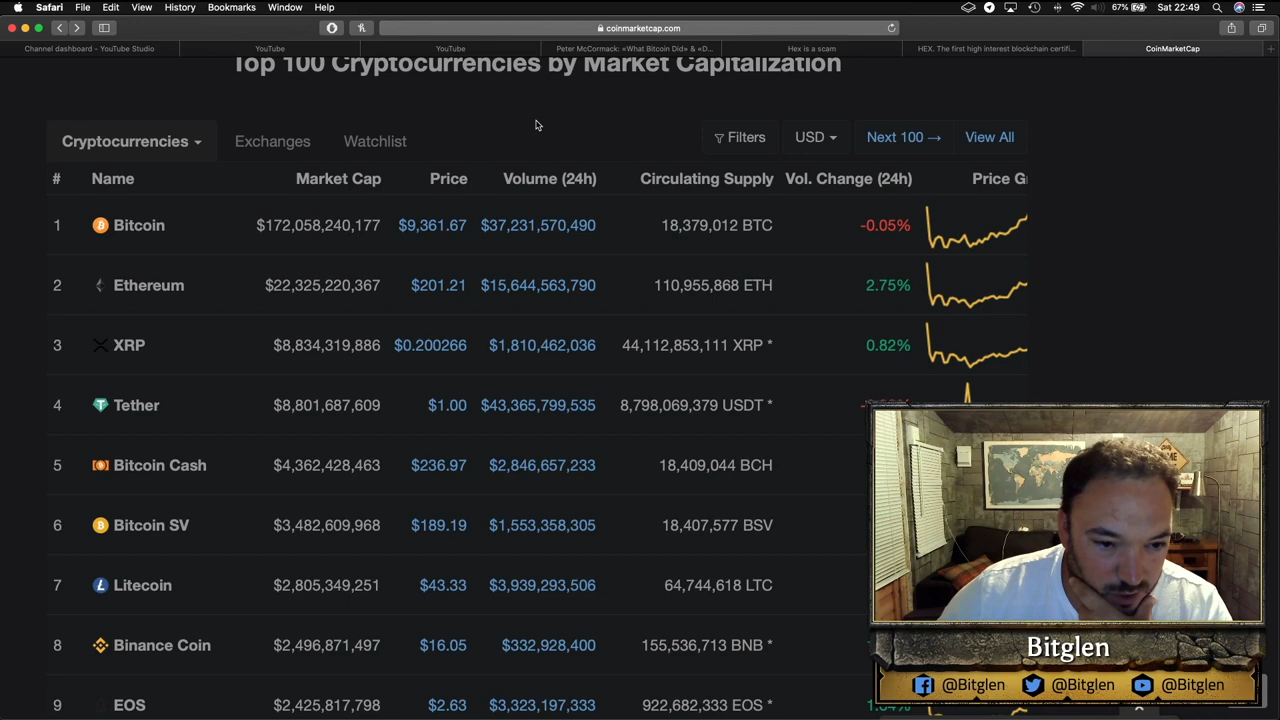 Safari File Edit View History Bookmarks Window Help 67% Sat 22:49
coinmarketcap.com
Channel dashboard - YouTube Studio YouTube YouTube Peter McCormack: «What Bitcoin Did» & «D... Hex is a scam HEX. The first high interest blockchain certifi... CoinMarketCap
Top 100 Cryptocurrencies by Market Capitalization
Cryptocurrencies Exchanges Watchlist Filters USD Next 100 → View All
# Name Market Cap Price Volume (24h) Circulating Supply Vol. Change (24h) Price G
1 Bitcoin $172,058,240,177 $9,361.67 $37,231,570,490 18,379,012 BTC -0.05%
2 Ethereum $22,325,220,367 $201.21 $15,644,563,790 110,955,868 ETH 2.75%
3 XRP $8,834,319,886 $0.200266 $1,810,462,036 44,112,853,111 XRP * 0.82%
4 Tether $8,801,687,609 $1.00 $43,365,799,535 8,798,069,379 USDT *
5 Bitcoin Cash $4,362,428,463 $236.97 $2,846,657,233 18,409,044 BCH
6 Bitcoin SV $3,482,609,968 $189.19 $1,553,358,305 18,407,577 BSV
7 Litecoin $2,805,349,251 $43.33 $3,939,293,506 64,744,618 LTC
8 Binance Coin $2,496,871,497 $16.05 $332,928,400 155,536,713 BNB *
Bitglen
@Bitglen @Bitglen @Bitglen
9 EOS $2,425,817,798 $2.63 $3,323,197,333 922,682,333 EOS *